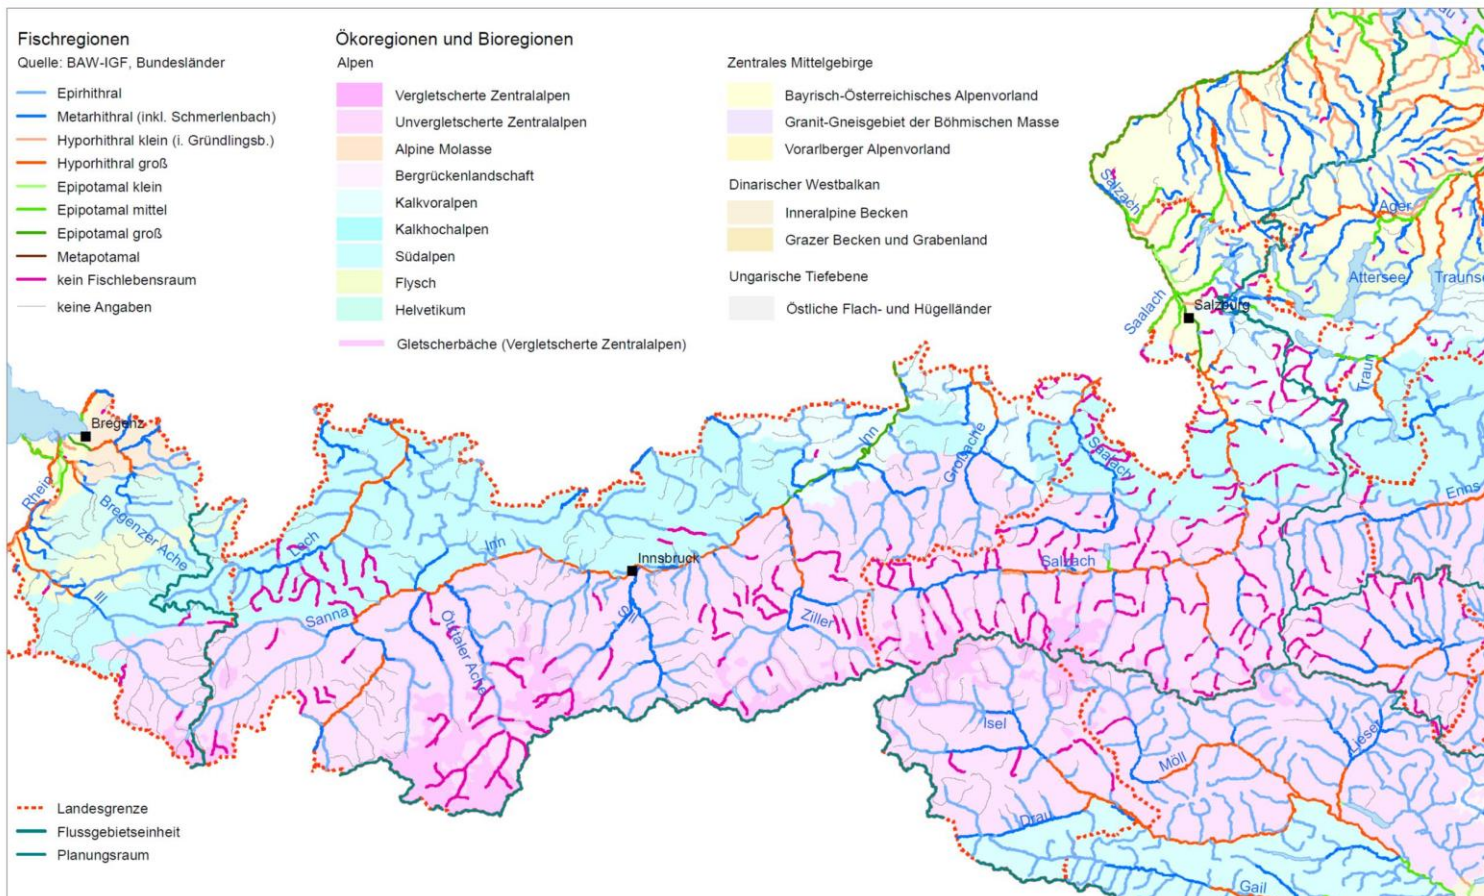 Fischregionen
Quelle: BAW-IGF, Bundesländer
Epirhithral
Metarhithral (inkl. Schmerlenbach)
Hyporhithral klein (i. Gründlingsb.)
Hyporhithral groß
Epipotamal klein
Epipotamal mittel
Epipotamal groß
Metapotamal
kein Fischlebensraum
keine Angaben
Ökoregionen und Bioregionen
Alpen
Vergletscherte Zentralalpen
Unvergletscherte Zentralalpen
Alpine Molasse
Bergrückenlandschaft
Kalkvoralpen
Kalkhochalpen
Südalpen
Flysch
Helvetikum
Gletscherbäche (Vergletscherte Zentralalpen)
Zentrales Mittelgebirge
Bayrisch-Österreichisches Alpenvorland
Granit-Gneisgebiet der Böhmischen Masse
Vorarlberger Alpenvorland
Dinarischer Westbalkan
Inneralpine Becken
Grazer Becken und Grabenland
Ungarische Tiefebene
Östliche Flach- und Hügelländer
Salzach
Ager
Attersee
Traunse
Saalach
Salzburg
Traun
Bregenz
Rhein
Bregenzer Ache
Lech
Inn
Großache
Saalach
Enns
Inn
Innsbruck
Salzach
Ill
Sanna
Ötztaler Ache
Sill
Ziller
Isel
Möll
Liesel
Drau
Gail
Landesgrenze
Flussgebietseinheit
Planungsraum